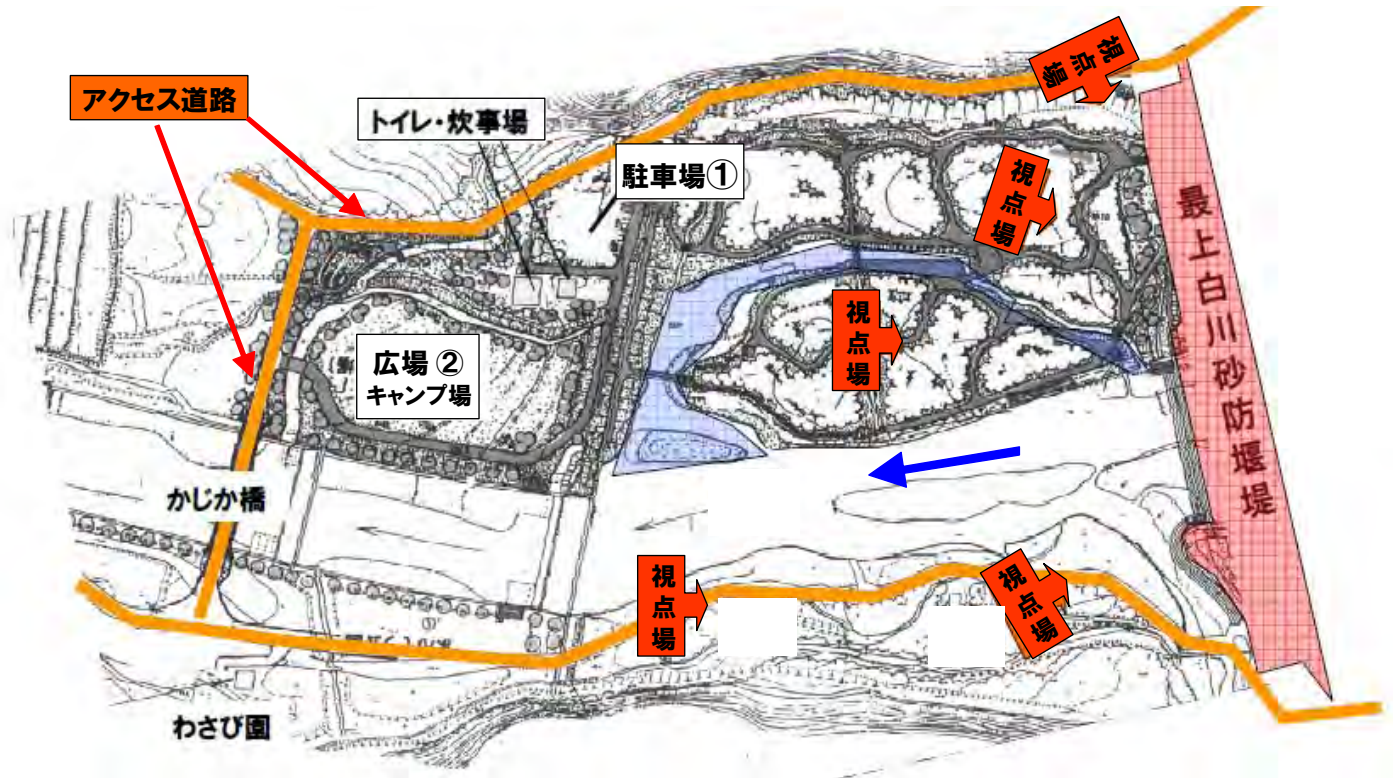 視点場
アクセス道路
トイレ・炊事場
駐車場①
視点場
最上白川砂防堰堤
視点場
広場②
キャンプ場
かじか橋
視点場
視点場
わさび園